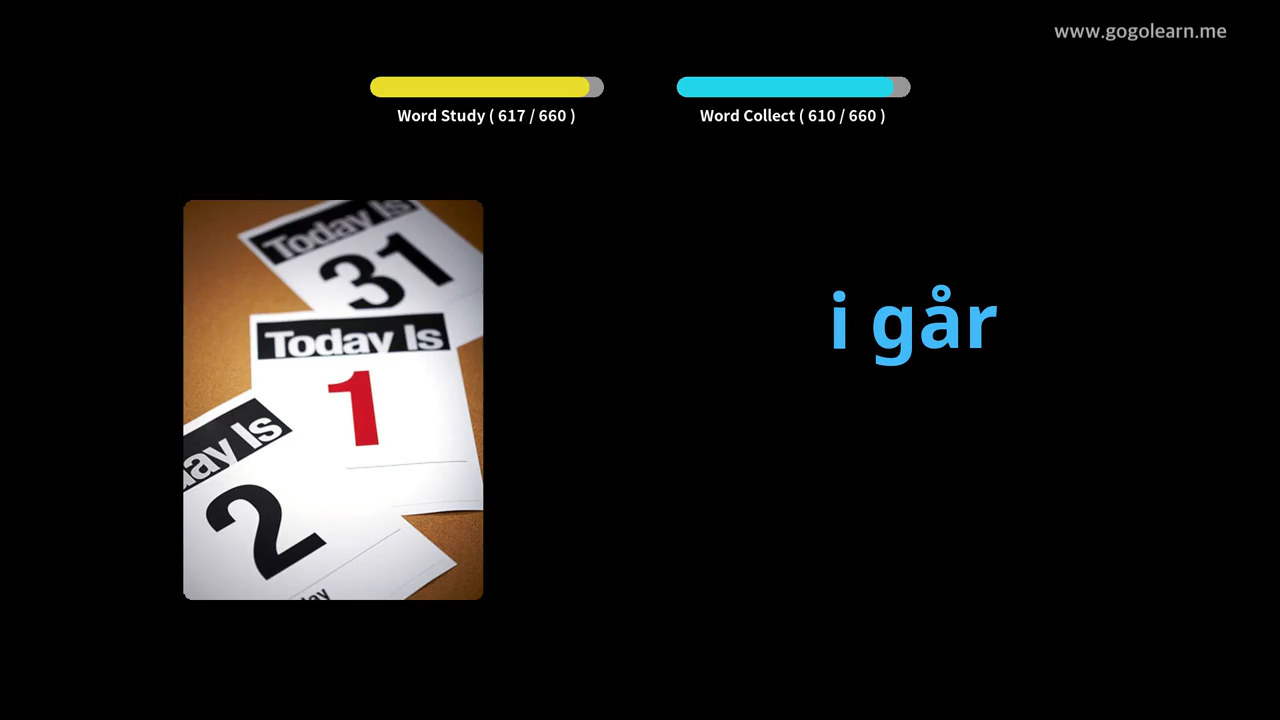 www.gogolearn.me
Word Study ( 617 / 660 )
Word Collect ( 610 / 660 )
Today Is
31
Today Is
1
ay Is
2
ay
i går